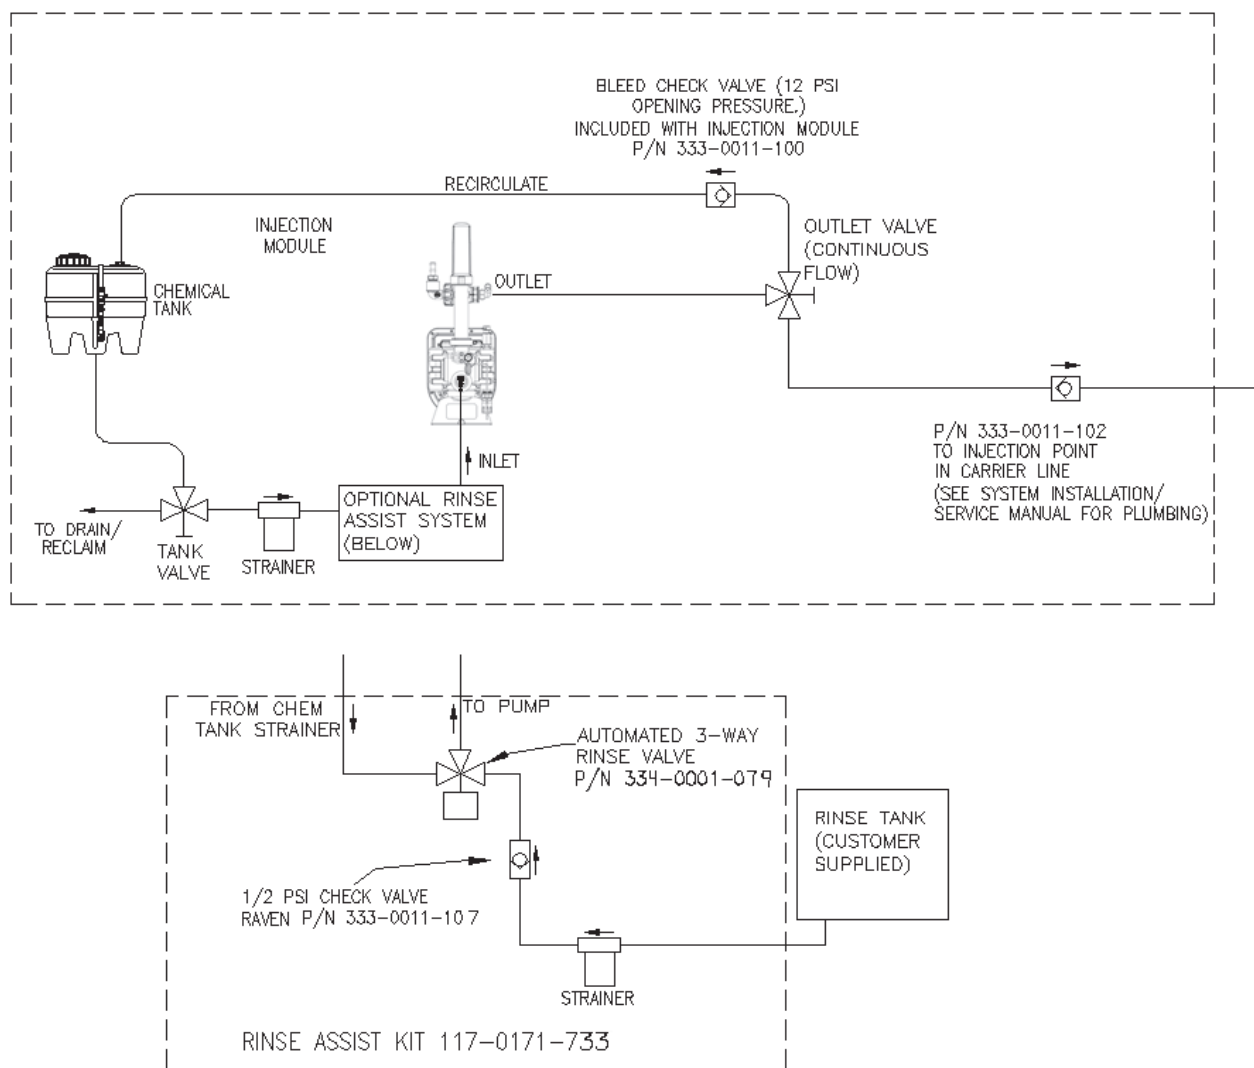 BLEED CHECK VALVE (12 PSI
OPENING PRESSURE.)
INCLUDED WITH INJECTION MODULE
P/N 333-0011-100
RECIRCULATE
INJECTION
MODULE
OUTLET VALVE
(CONTINUOUS
FLOW)
OUTLET
CHEMICAL
TANK
P/N 333-0011-102
TO INJECTION POINT
IN CARRIER LINE
(SEE SYSTEM INSTALLATION/
SERVICE MANUAL FOR PLUMBING)
INLET
OPTIONAL RINSE
ASSIST SYSTEM
(BELOW)
TO DRAIN/
RECLAIM
TANK
VALVE
STRAINER
FROM CHEM
TANK STRAINER
TO PUMP
AUTOMATED 3-WAY
RINSE VALVE
P/N 334-0001-079
RINSE TANK
(CUSTOMER
SUPPLIED)
1/2 PSI CHECK VALVE
RAVEN P/N 333-0011-107
STRAINER
RINSE ASSIST KIT 117-0171-733